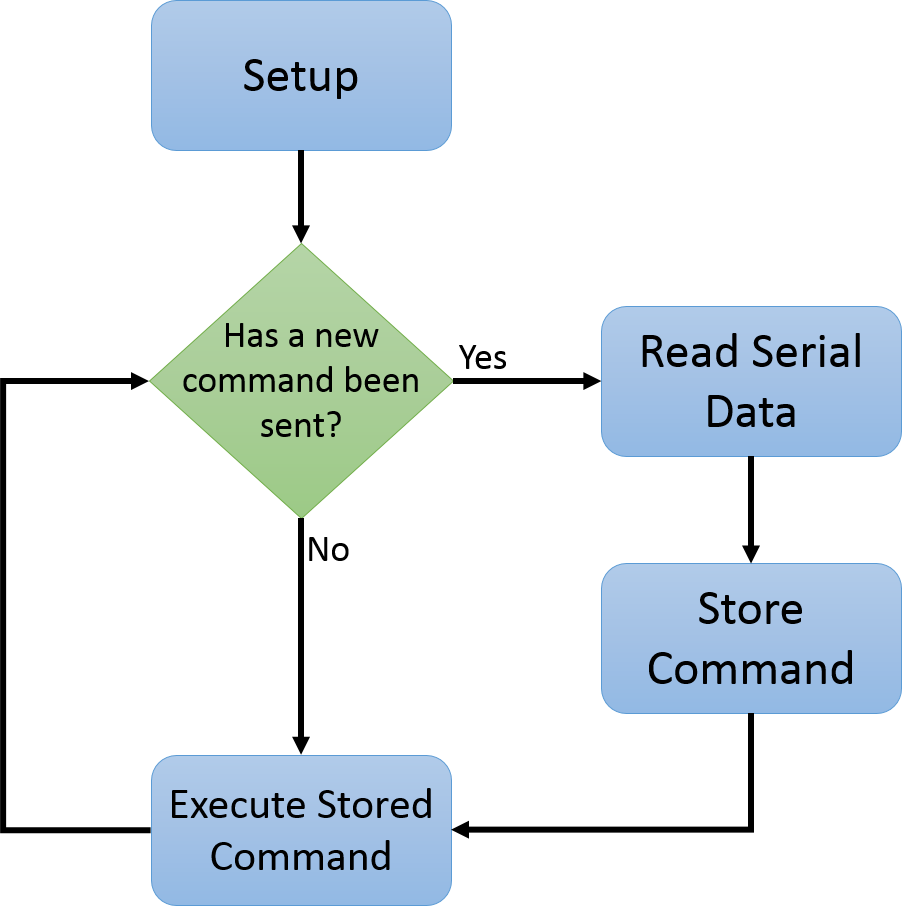 Setup
Has a new
command been
sent?
Yes
Read Serial
Data
No
Store
Command
Execute Stored
Command